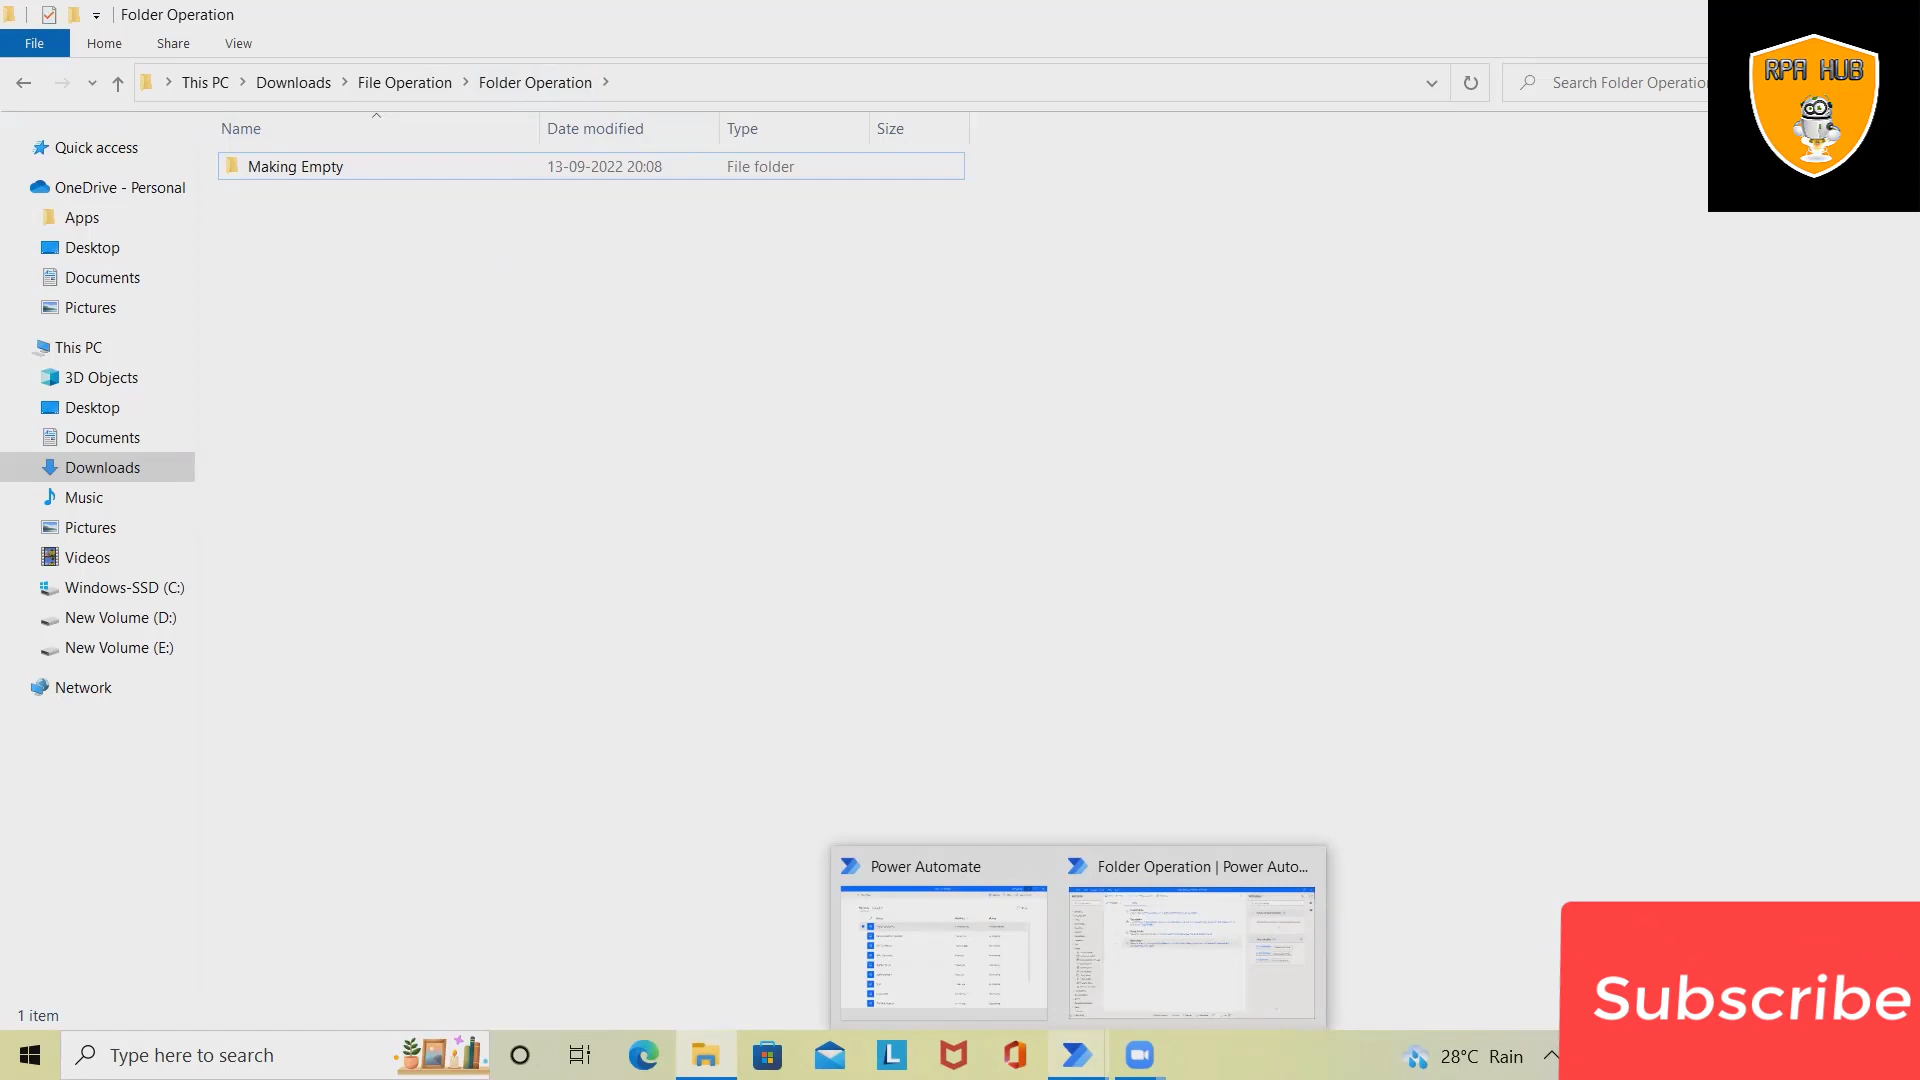 Folder Operation
File
Home
Share
View
This PC
Downloads
File Operation
Folder Operation
Search Folder Operation
RPA HUB
Name
Date modified
Type
Size
Making Empty
13-09-2022 20:08
File folder
Quick access
OneDrive - Personal
Apps
Desktop
Documents
Pictures
This PC
3D Objects
Desktop
Documents
Downloads
Music
Pictures
Videos
Windows-SSD (C:)
New Volume (D:)
New Volume (E:)
Network
Power Automate
Folder Operation | Power Auto...
1 item
Subscribe
Type here to search
L
28°C Rain